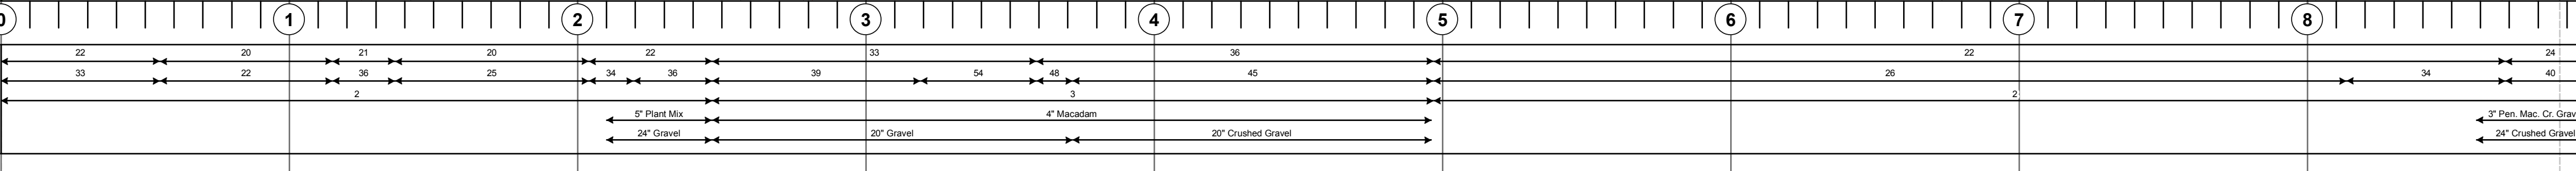 0 1 2 3 4 5 6 7 8
22 20 21 20 22 33 36 22 24
33 22 36 25 34 36 39 54 48 45 26 34 40
2 3 2
5" Plant Mix 4" Macadam 3" Pen. Mac. Cr. Grav
24" Gravel 20" Gravel 20" Crushed Gravel 24" Crushed Gravel